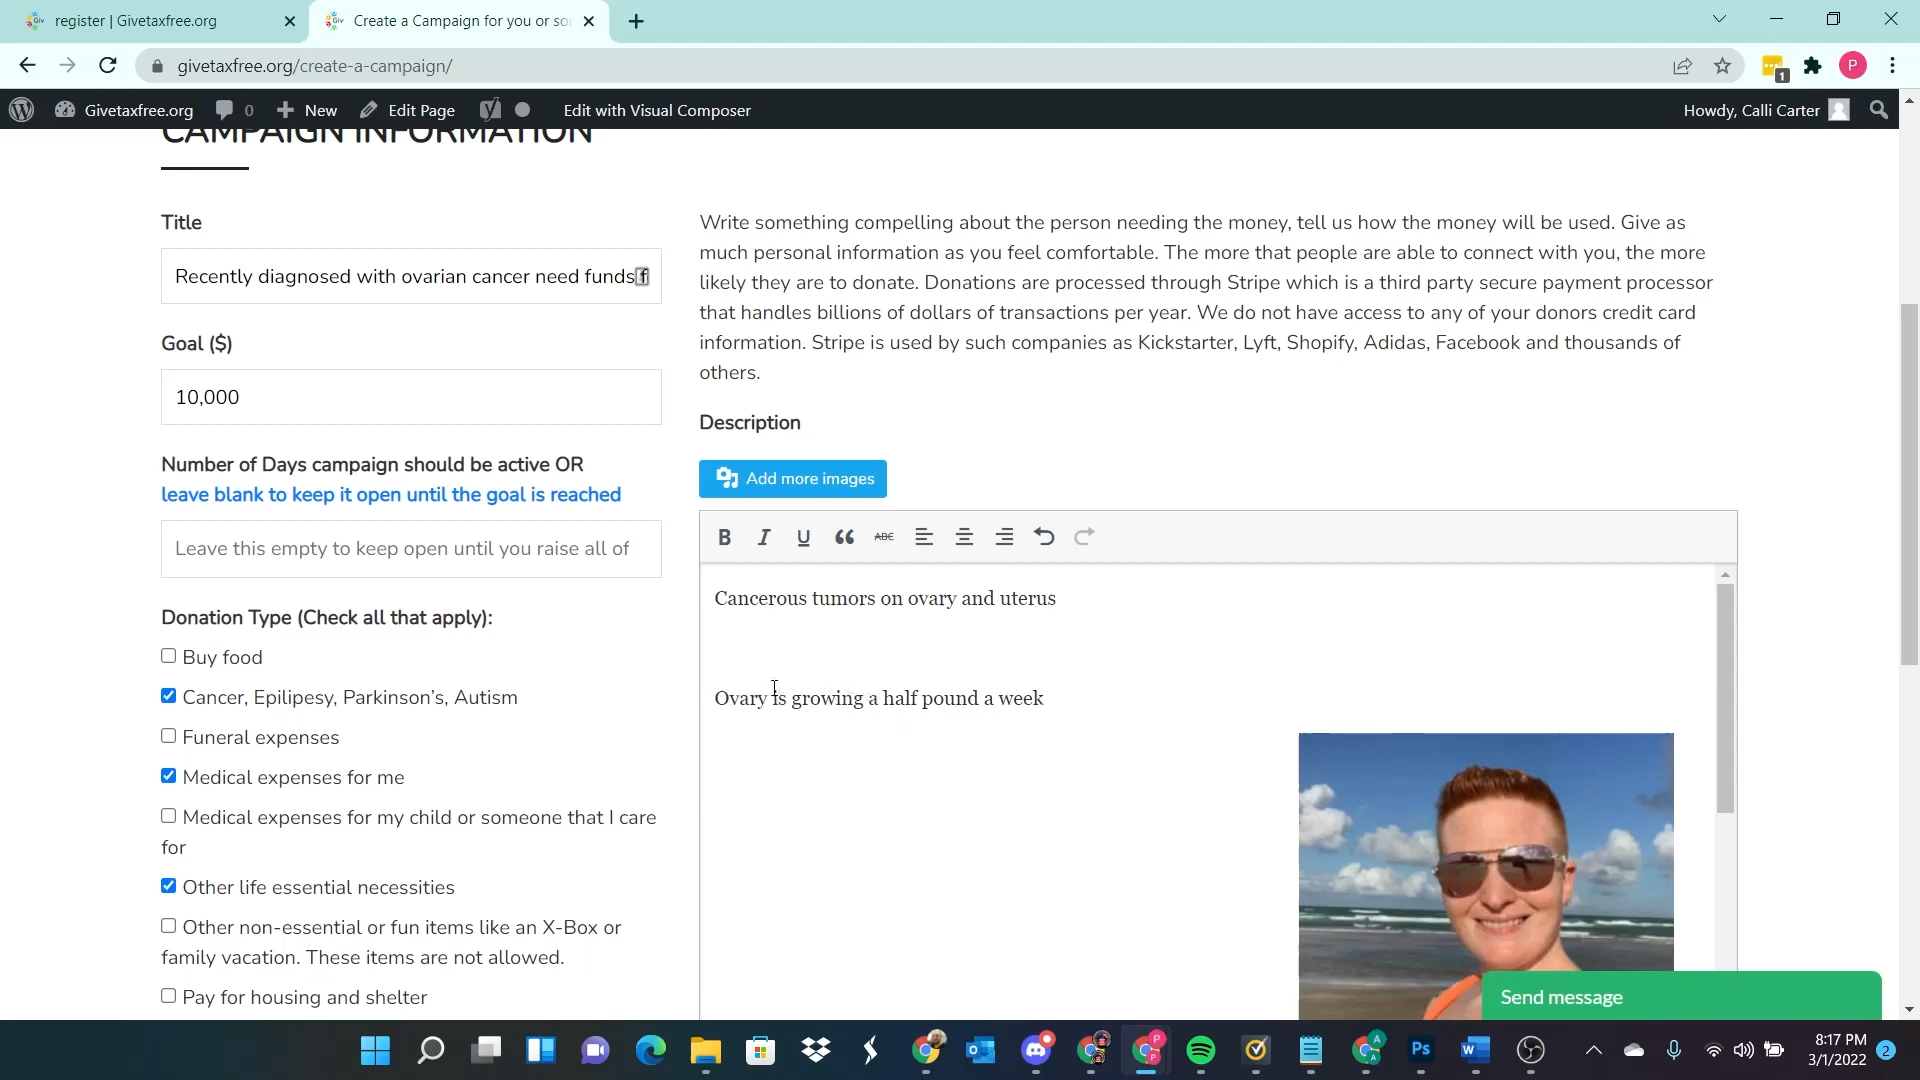 register | Givetaxfree.org
Create a Campaign for you or so
givetaxfree.org/create-a-campaign/
1
P
Givetaxfree.org
0
New
Edit Page
Edit with Visual Composer
Howdy, Calli Carter
CAMPAIGN INFORMATION
Title
Recently diagnosed with ovarian cancer need funds f
Goal ($)
10,000
Number of Days campaign should be active OR
leave blank to keep it open until the goal is reached
Leave this empty to keep open until you raise all of
Donation Type (Check all that apply):
Buy food
Cancer, Epilipesy, Parkinson’s, Autism
Funeral expenses
Medical expenses for me
Medical expenses for my child or someone that I care
for
Other life essential necessities
Other non-essential or fun items like an X-Box or
family vacation. These items are not allowed.
Pay for housing and shelter
Write something compelling about the person needing the money, tell us how the money will be used. Give as
much personal information as you feel comfortable. The more that people are able to connect with you, the more
likely they are to donate. Donations are processed through Stripe which is a third party secure payment processor
that handles billions of dollars of transactions per year. We do not have access to any of your donors credit card
information. Stripe is used by such companies as Kickstarter, Lyft, Shopify, Adidas, Facebook and thousands of
others.
Description
Add more images
B I U ABC
Cancerous tumors on ovary and uterus
Ovary is growing a half pound a week
Send message
Ps
W
8:17 PM
3/1/2022
2